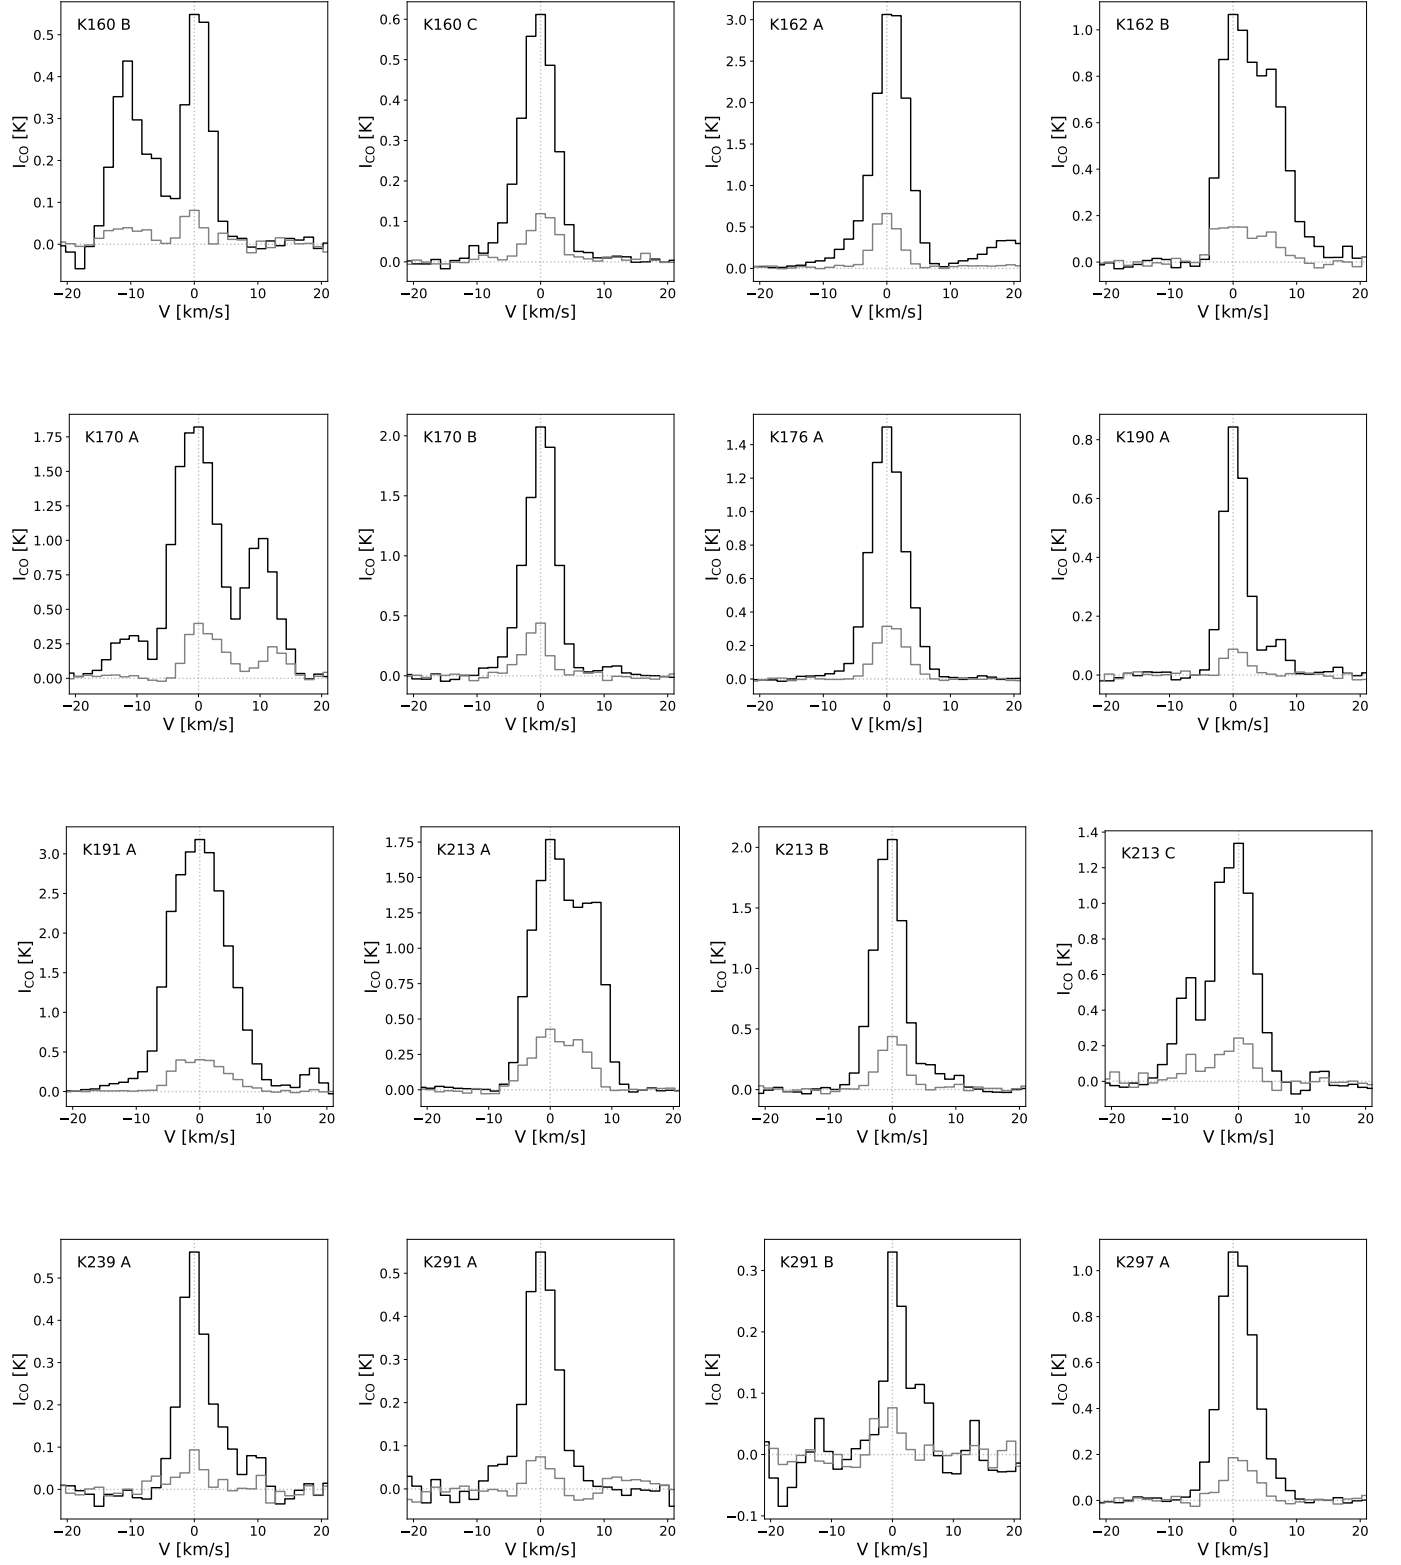 K160 B
I_CO [K]
0.5
0.4
0.3
0.2
0.1
0.0
−20 −10 0 10 20
V [km/s]
K160 C
I_CO [K]
0.6
0.5
0.4
0.3
0.2
0.1
0.0
−20 −10 0 10 20
V [km/s]
K162 A
I_CO [K]
3.0
2.5
2.0
1.5
1.0
0.5
0.0
−20 −10 0 10 20
V [km/s]
K162 B
I_CO [K]
1.0
0.8
0.6
0.4
0.2
0.0
−20 −10 0 10 20
V [km/s]
K170 A
I_CO [K]
1.75
1.50
1.25
1.00
0.75
0.50
0.25
0.00
−20 −10 0 10 20
V [km/s]
K170 B
I_CO [K]
2.0
1.5
1.0
0.5
0.0
−20 −10 0 10 20
V [km/s]
K176 A
I_CO [K]
1.4
1.2
1.0
0.8
0.6
0.4
0.2
0.0
−20 −10 0 10 20
V [km/s]
K190 A
I_CO [K]
0.8
0.6
0.4
0.2
0.0
−20 −10 0 10 20
V [km/s]
K191 A
I_CO [K]
3.0
2.5
2.0
1.5
1.0
0.5
0.0
−20 −10 0 10 20
V [km/s]
K213 A
I_CO [K]
1.75
1.50
1.25
1.00
0.75
0.50
0.25
0.00
−20 −10 0 10 20
V [km/s]
K213 B
I_CO [K]
2.0
1.5
1.0
0.5
0.0
−20 −10 0 10 20
V [km/s]
K213 C
I_CO [K]
1.4
1.2
1.0
0.8
0.6
0.4
0.2
0.0
−20 −10 0 10 20
V [km/s]
K239 A
I_CO [K]
0.5
0.4
0.3
0.2
0.1
0.0
−20 −10 0 10 20
V [km/s]
K291 A
I_CO [K]
0.5
0.4
0.3
0.2
0.1
0.0
−20 −10 0 10 20
V [km/s]
K291 B
I_CO [K]
0.3
0.2
0.1
0.0
−0.1
−20 −10 0 10 20
V [km/s]
K297 A
I_CO [K]
1.0
0.8
0.6
0.4
0.2
0.0
−20 −10 0 10 20
V [km/s]